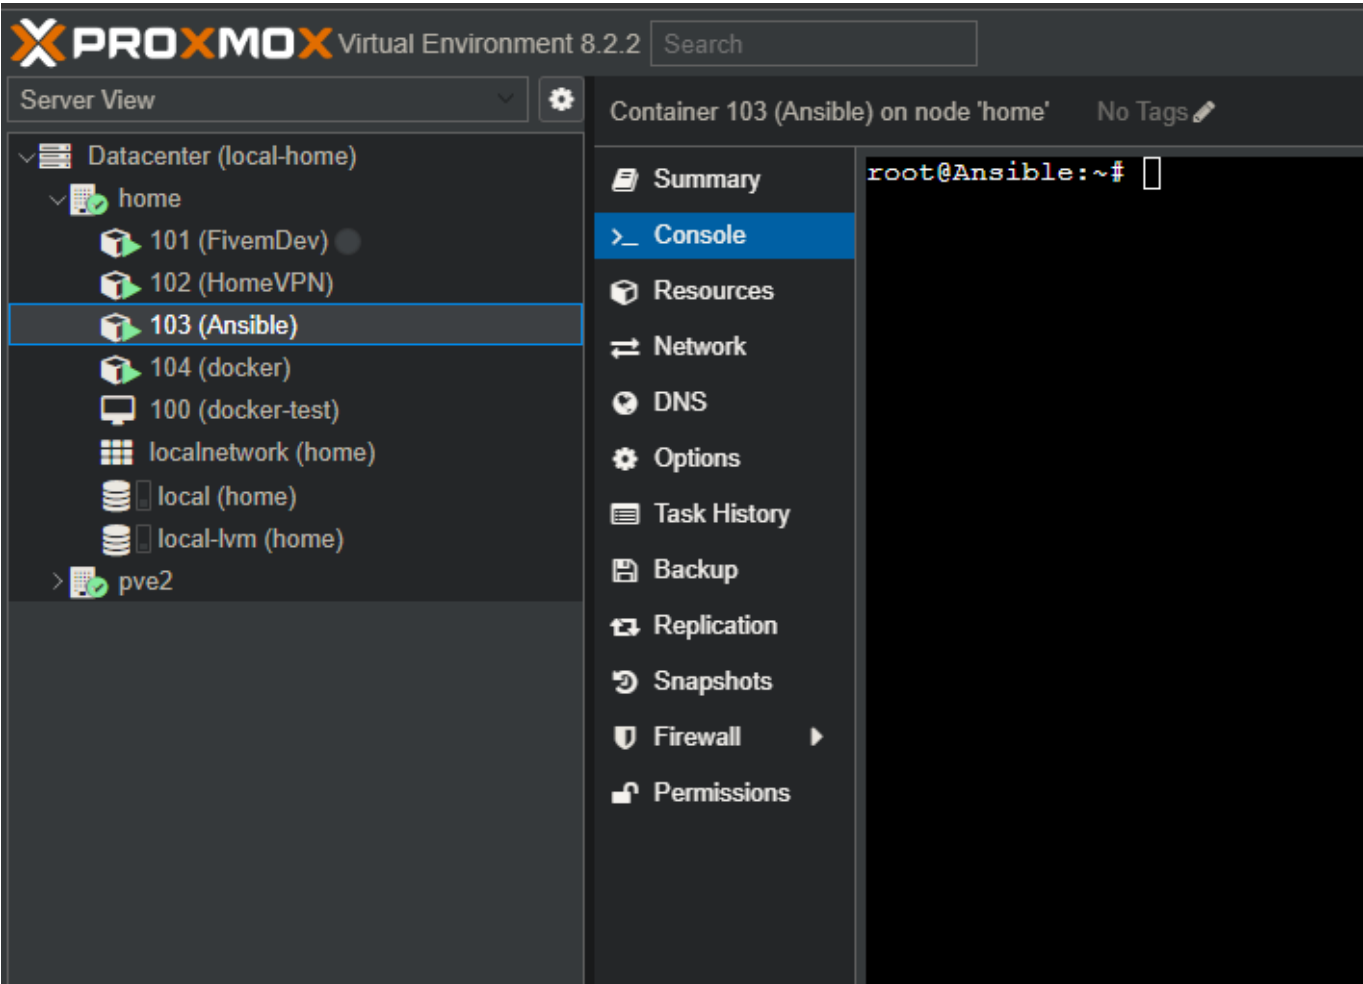 PROXMOX Virtual Environment 8.2.2 Search
Server View
Datacenter (local-home)
home
101 (FivemDev)
102 (HomeVPN)
103 (Ansible)
104 (docker)
100 (docker-test)
localnetwork (home)
local (home)
local-lvm (home)
pve2
Container 103 (Ansible) on node 'home' No Tags
Summary
>_ Console
Resources
Network
DNS
Options
Task History
Backup
Replication
Snapshots
Firewall
Permissions
root@Ansible:~#